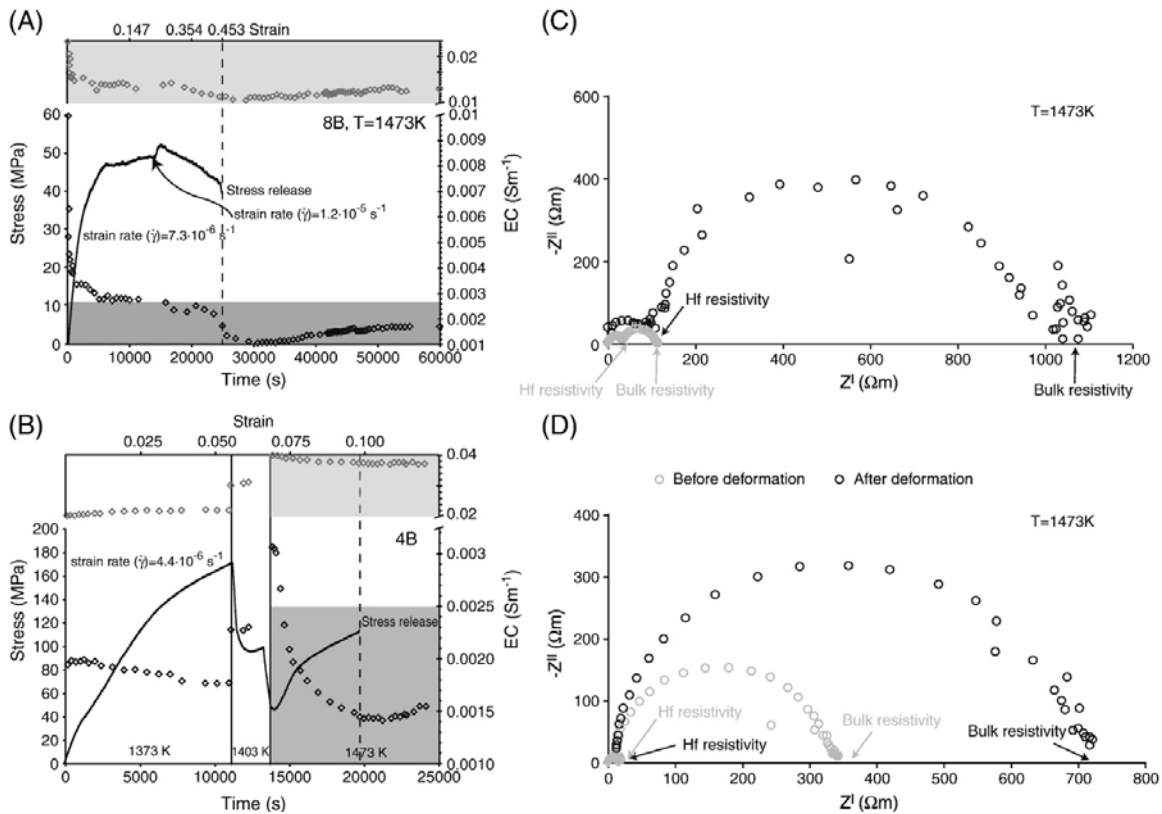 (A)
0.147 0.354 0.453 Strain
0.02
0.01
60
50
40
30
20
10
0
Stress (MPa)
8B, T=1473K
Stress release
strain rate (γ̇)=1.2·10⁻⁵ s⁻¹
strain rate (γ̇)=7.3·10⁻⁶ s⁻¹
0.01
0.009
0.008
0.007
0.006
0.005
0.004
0.003
0.002
0.001
EC (Sm⁻¹)
0 10000 20000 30000 40000 50000 60000
Time (s)
(B)
Strain
0.025 0.050 0.075 0.100
0.04
0.02
200
180
160
140
120
100
80
60
40
20
0
Stress (MPa)
4B
strain rate (γ̇)=4.4·10⁻⁶ s⁻¹
Stress release
1373 K 1403 K 1473 K
0.003
0.0025
0.0020
0.0015
0.0010
EC (Sm⁻¹)
0 5000 10000 15000 20000 25000
Time (s)
(C)
600
400
200
0
-Zᴵᴵ (Ωm)
T=1473K
Hf resistivity
Hf resistivity Bulk resistivity
Bulk resistivity
0 200 400 600 800 1000 1200
Zᴵ (Ωm)
(D)
Before deformation After deformation
T=1473K
400
300
200
100
0
-Zᴵᴵ (Ωm)
Hf resistivity
Hf resistivity
Bulk resistivity
Bulk resistivity
0 100 200 300 400 500 600 700 800
Zᴵ (Ωm)